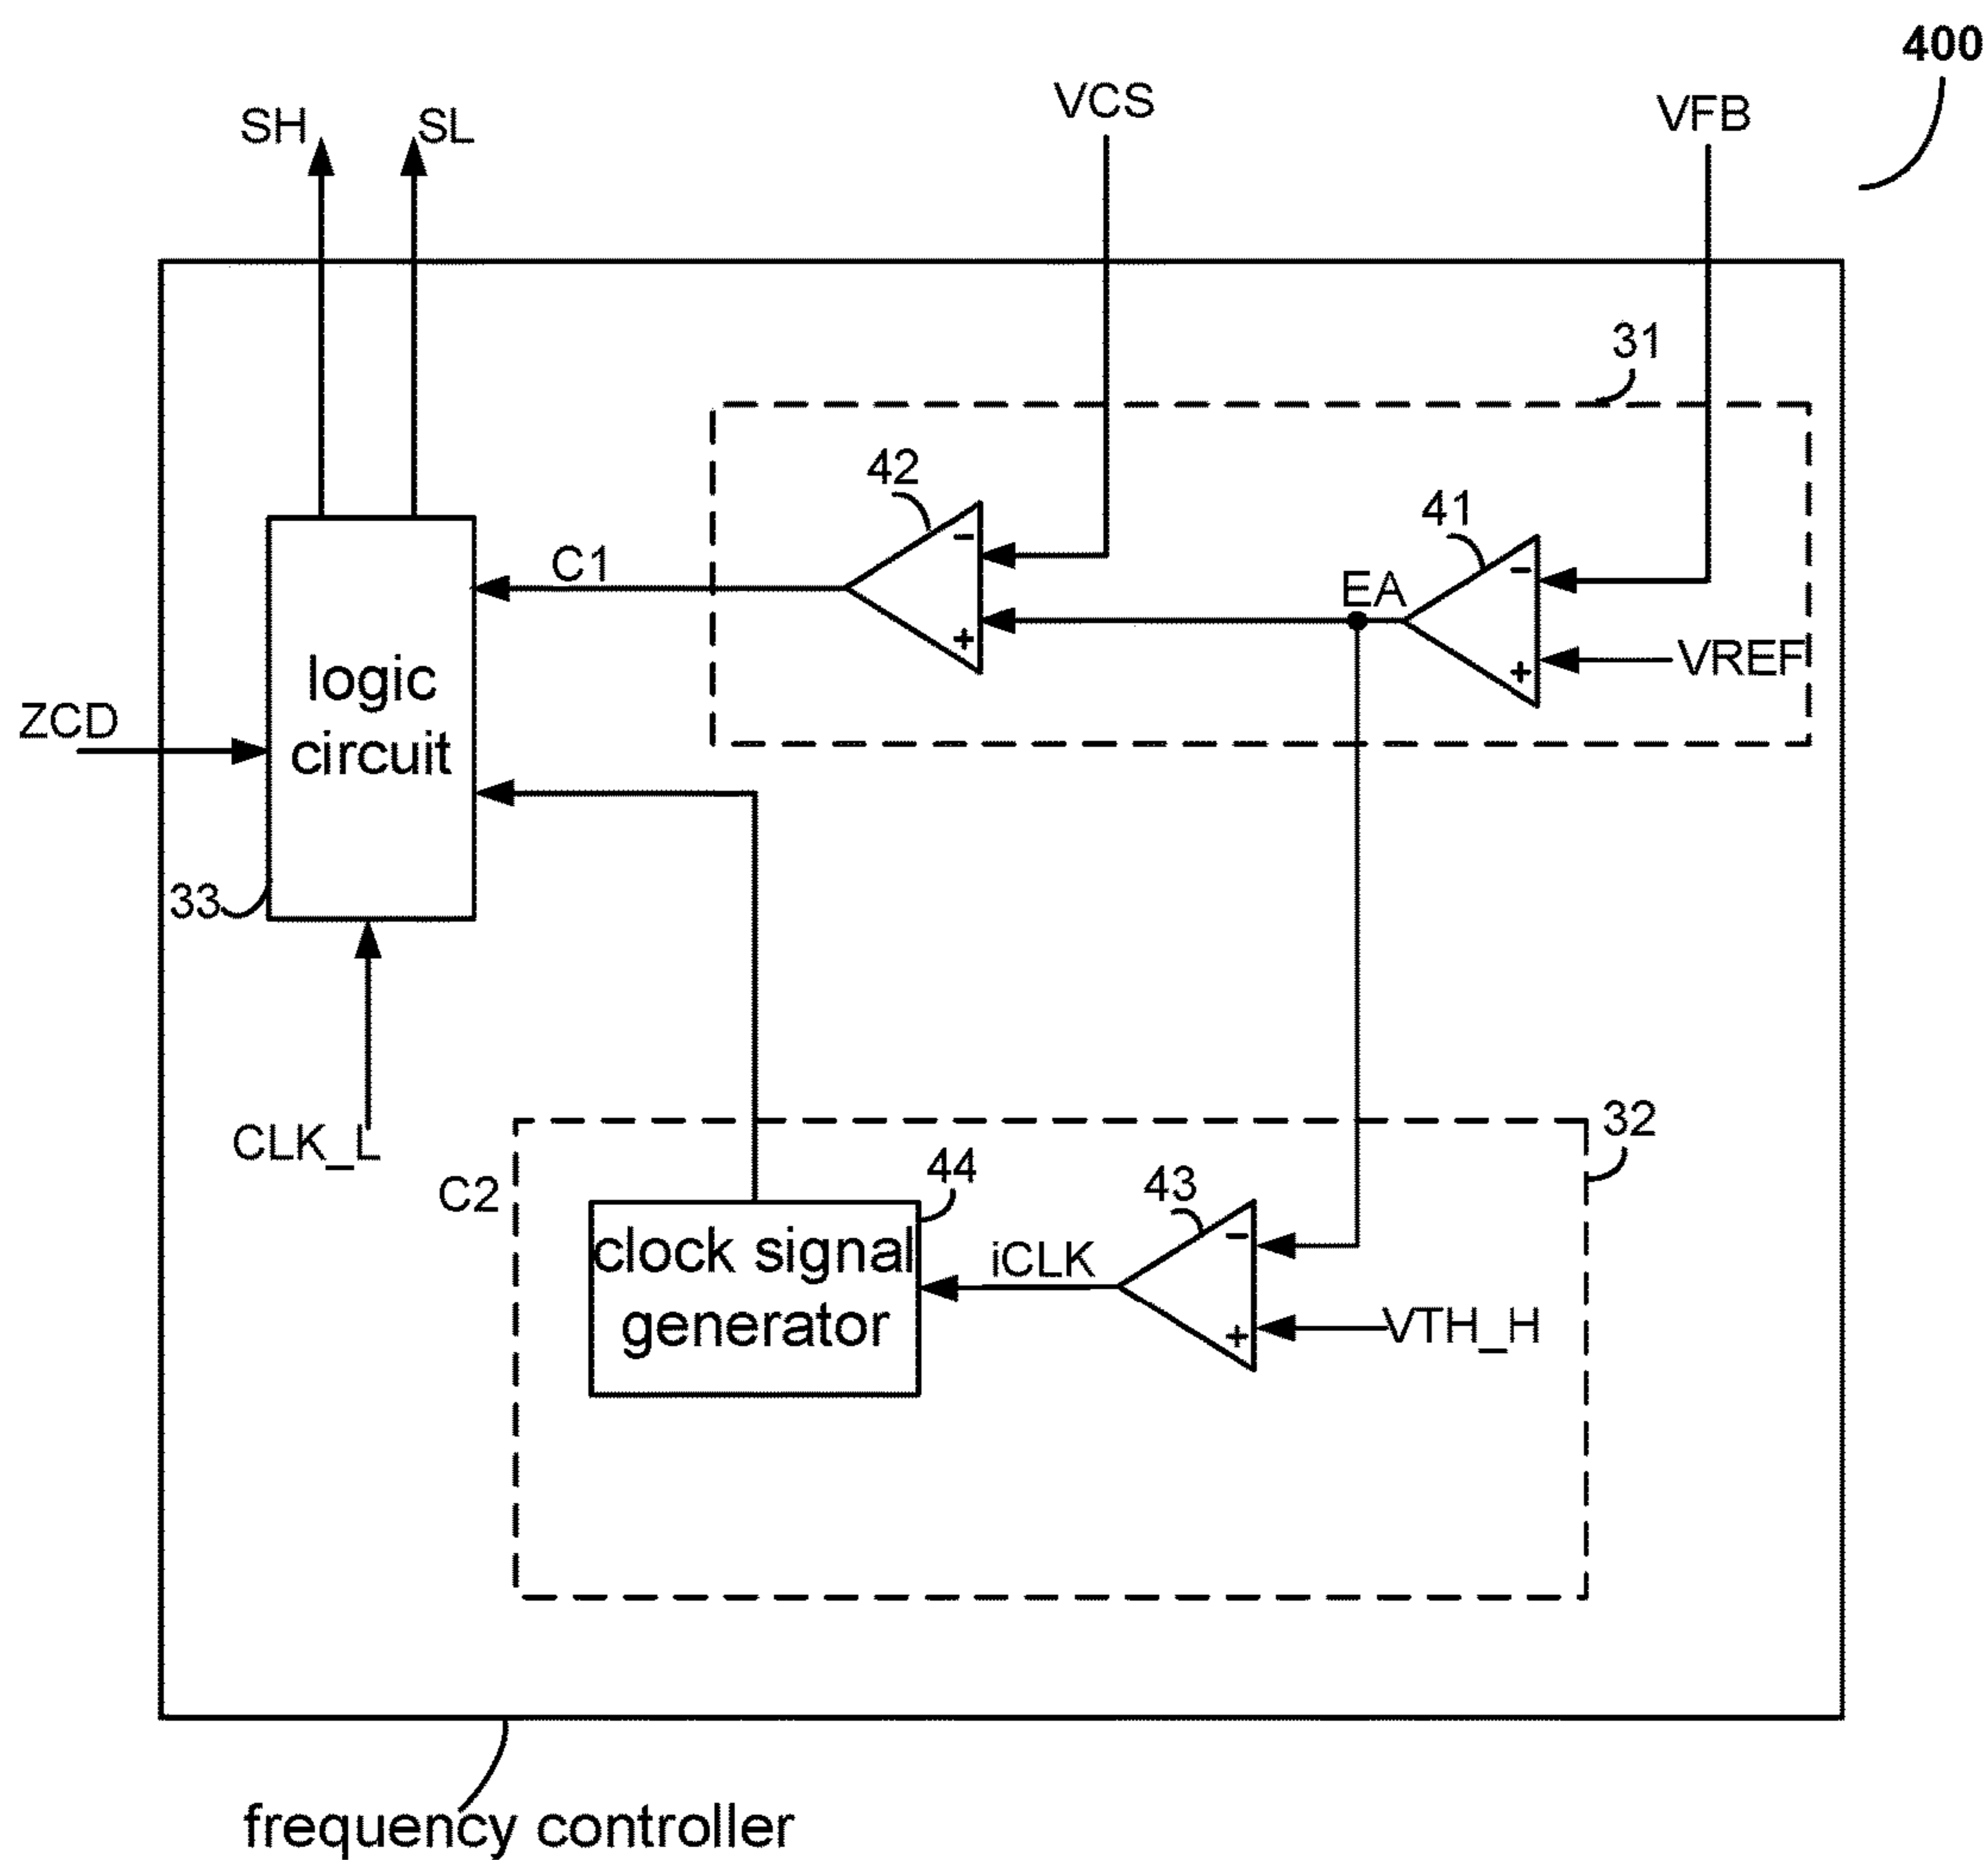 400
SH
SL
VCS
VFB
31
42
41
C1
EA
-
-
+
+
VREF
logic
circuit
ZCD
33
CLK_L
32
C2
44
43
clock signal
generator
iCLK
-
+
VTH_H
frequency controller